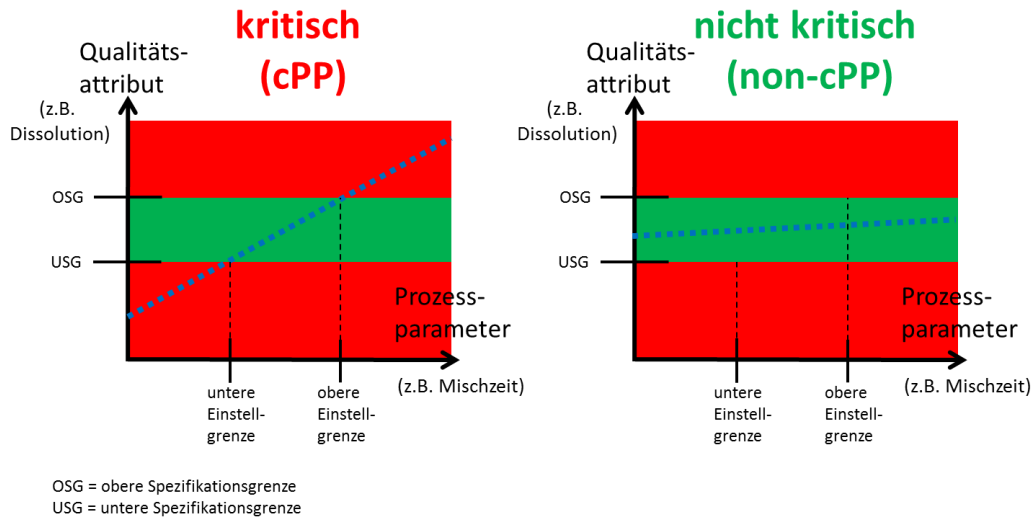 kritisch
(cPP)
Qualitäts-
attribut
(z.B.
Dissolution)
OSG
USG
Prozess-
parameter
(z.B. Mischzeit)
untere
Einstell-
grenze
obere
Einstell-
grenze
nicht kritisch
(non-cPP)
Qualitäts-
attribut
(z.B.
Dissolution)
OSG
USG
Prozess-
parameter
(z.B. Mischzeit)
untere
Einstell-
grenze
obere
Einstell-
grenze
OSG = obere Spezifikationsgrenze
USG = untere Spezifikationsgrenze